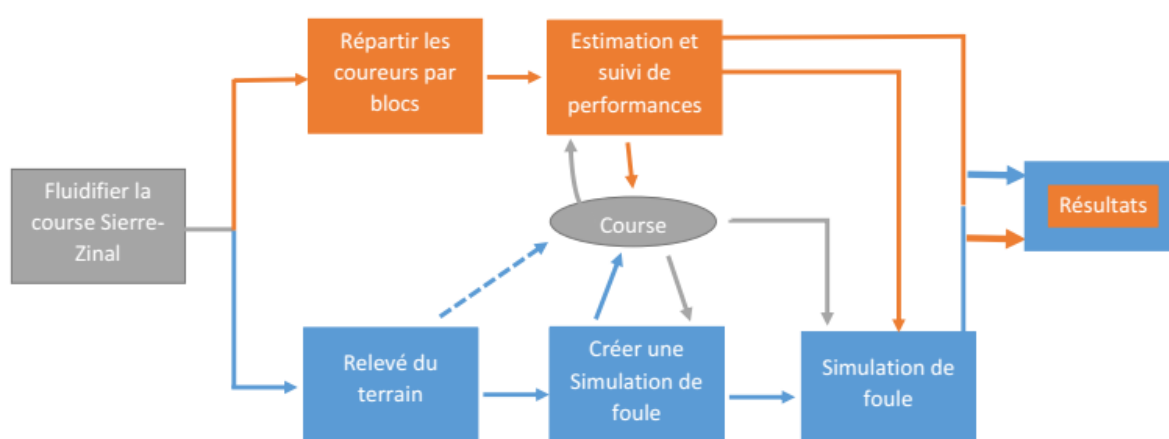 Répartir les
coureurs par
blocs
Estimation et
suivi de
performances
Fluidifier la
course Sierre-
Zinal
Course
Résultats
Relevé du
terrain
Créer une
Simulation de
foule
Simulation de
foule